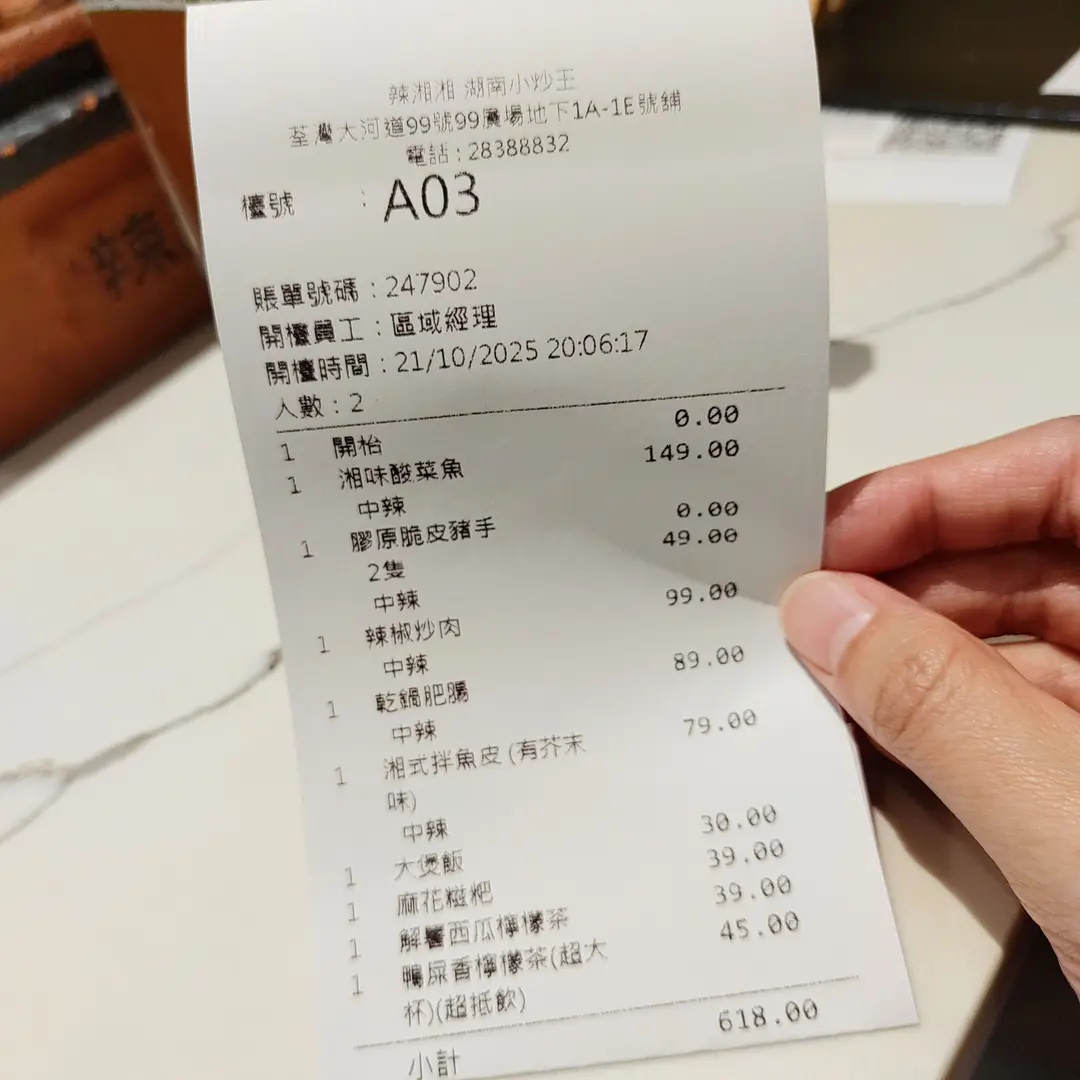 辣湘湘 湖南小炒王
荃灣大河道99號99廣場地下1A-1E號舖
電話:28388832
檯號 : A03
賬單號碼:247902
開檯員工:區域經理
開檯時間:21/10/2025 20:06:17
人數:2
1 開枱 0.00
1 湘味酸菜魚 149.00
中辣
1 膠原脆皮豬手 0.00
2隻 49.00
中辣
1 辣椒炒肉 99.00
中辣
1 乾鍋肥腸 89.00
中辣
1 湘式拌魚皮 (有芥末 79.00
味)
中辣
1 大煲飯 30.00
1 麻花糍粑 39.00
1 解暑西瓜檸檬茶 39.00
1 鴨屎香檸檬茶(超大 45.00
杯)(超抵飲)
小計 618.00
辣